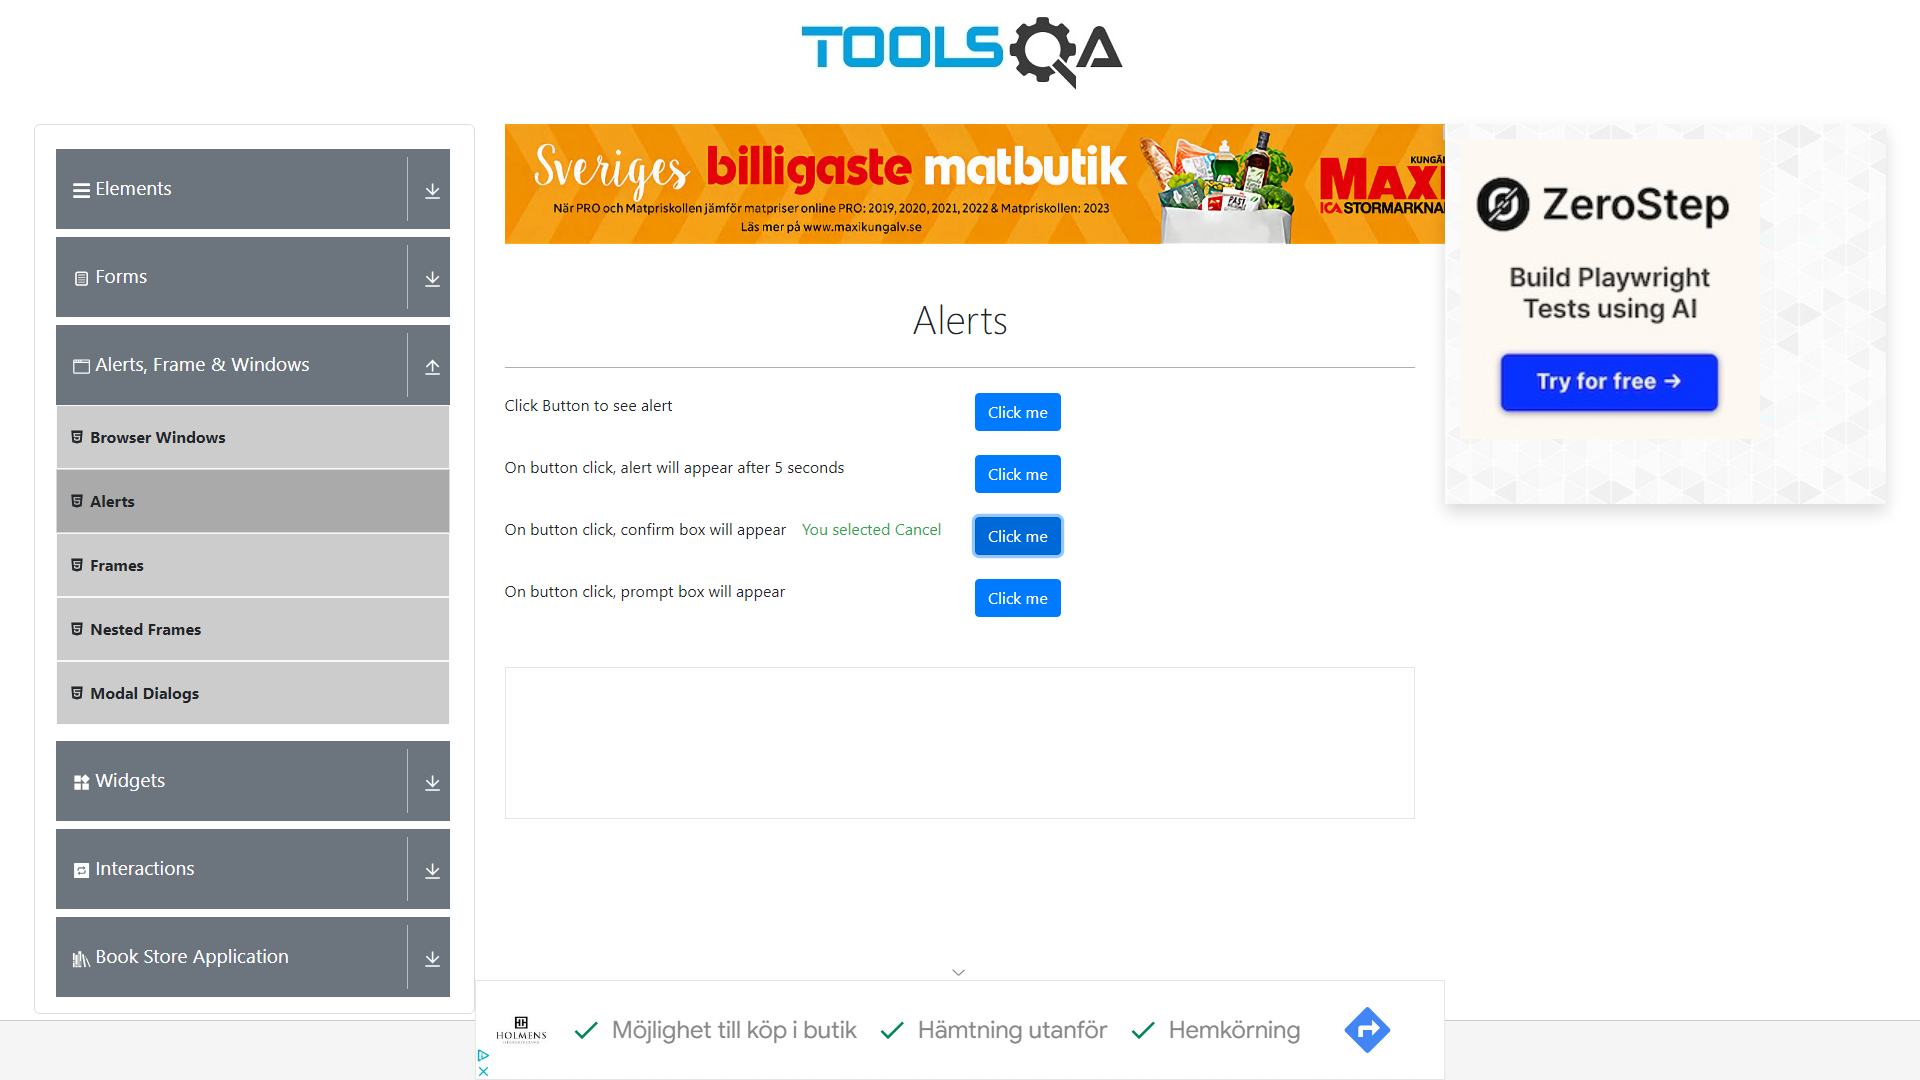 TOOLSQA
Elements
Forms
Alerts, Frame & Windows
Browser Windows
Alerts
Frames
Nested Frames
Modal Dialogs
Widgets
Interactions
Book Store Application
Sveriges billigaste matbutik
När PRO och Matpriskollen jämför matpriser online PRO: 2019, 2020, 2021, 2022 & Matpriskollen: 2023
Läs mer på www.maxikungalv.se
KUNGÄL
MAXI
ICA STORMARKNA
Alerts
Click Button to see alert
Click me
On button click, alert will appear after 5 seconds
Click me
On button click, confirm box will appear You selected Cancel
Click me
On button click, prompt box will appear
Click me
ZeroStep
Build Playwright
Tests using AI
Try for free →
HOLMENS
Möjlighet till köp i butik Hämtning utanför Hemkörning